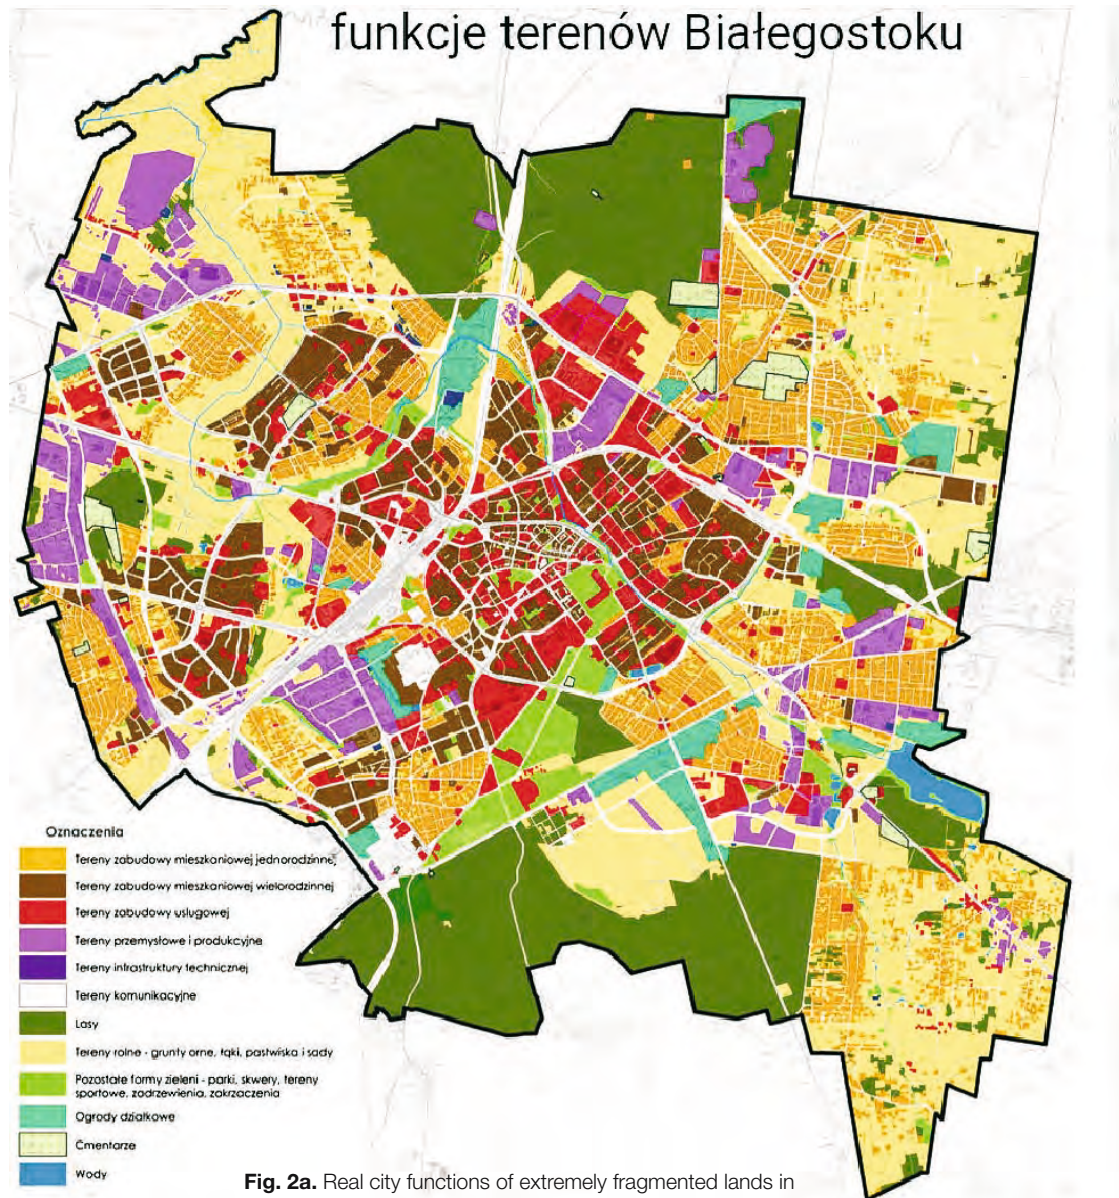 funkcje terenów Białegostoku
Oznaczenia
Tereny zabudowy mieszkaniowej jednorodzinnej
Tereny zabudowy mieszkaniowej wielorodzinnej
Tereny zabudowy usługowej
Tereny przemysłowe i produkcyjne
Tereny infrastruktury technicznej
Tereny komunikacyjne
Lasy
Tereny rolne - grunty orne, łąki, pastwiska i sady
Pozostałe formy zieleni - parki, skwery, tereny
sportowe, zadrzewienia, zakrzaczenia
Ogrody działkowe
Cmentarze
Wody
Fig. 2a. Real city functions of extremely fragmented lands in